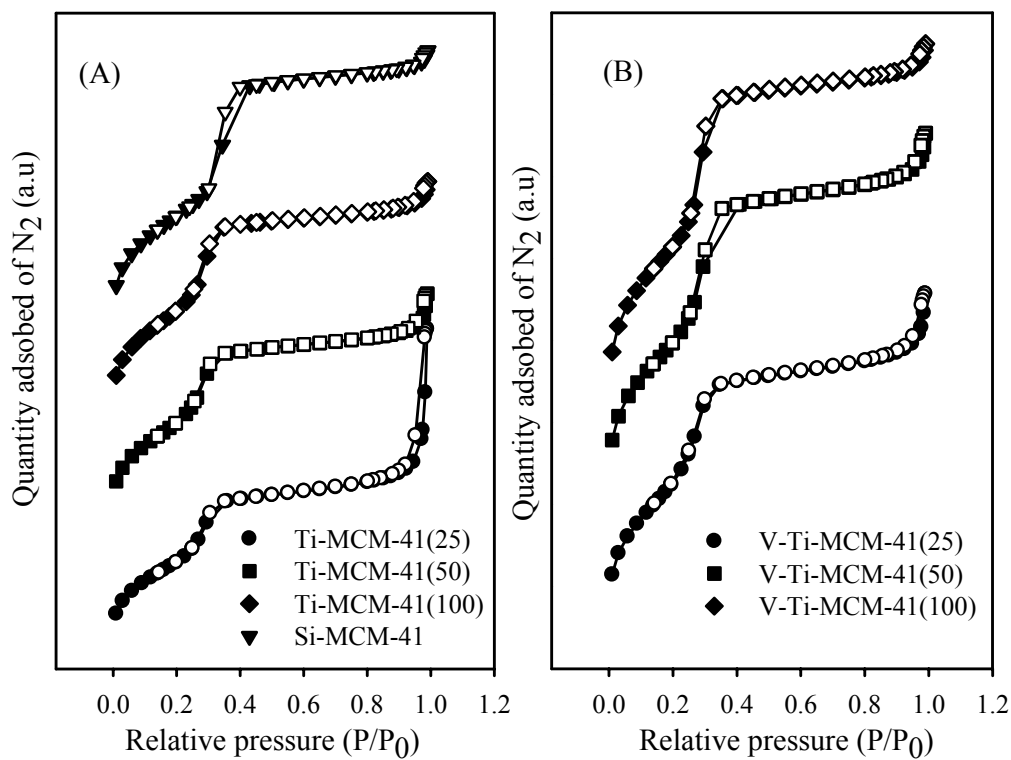 (A)
Quantity adsobed of N2 (a.u)
Ti-MCM-41(25)
Ti-MCM-41(50)
Ti-MCM-41(100)
Si-MCM-41
0.0 0.2 0.4 0.6 0.8 1.0 1.2
Relative pressure (P/P0)
(B)
Quantity adsobed of N2 (a.u)
V-Ti-MCM-41(25)
V-Ti-MCM-41(50)
V-Ti-MCM-41(100)
0.0 0.2 0.4 0.6 0.8 1.0 1.2
Relative pressure (P/P0)